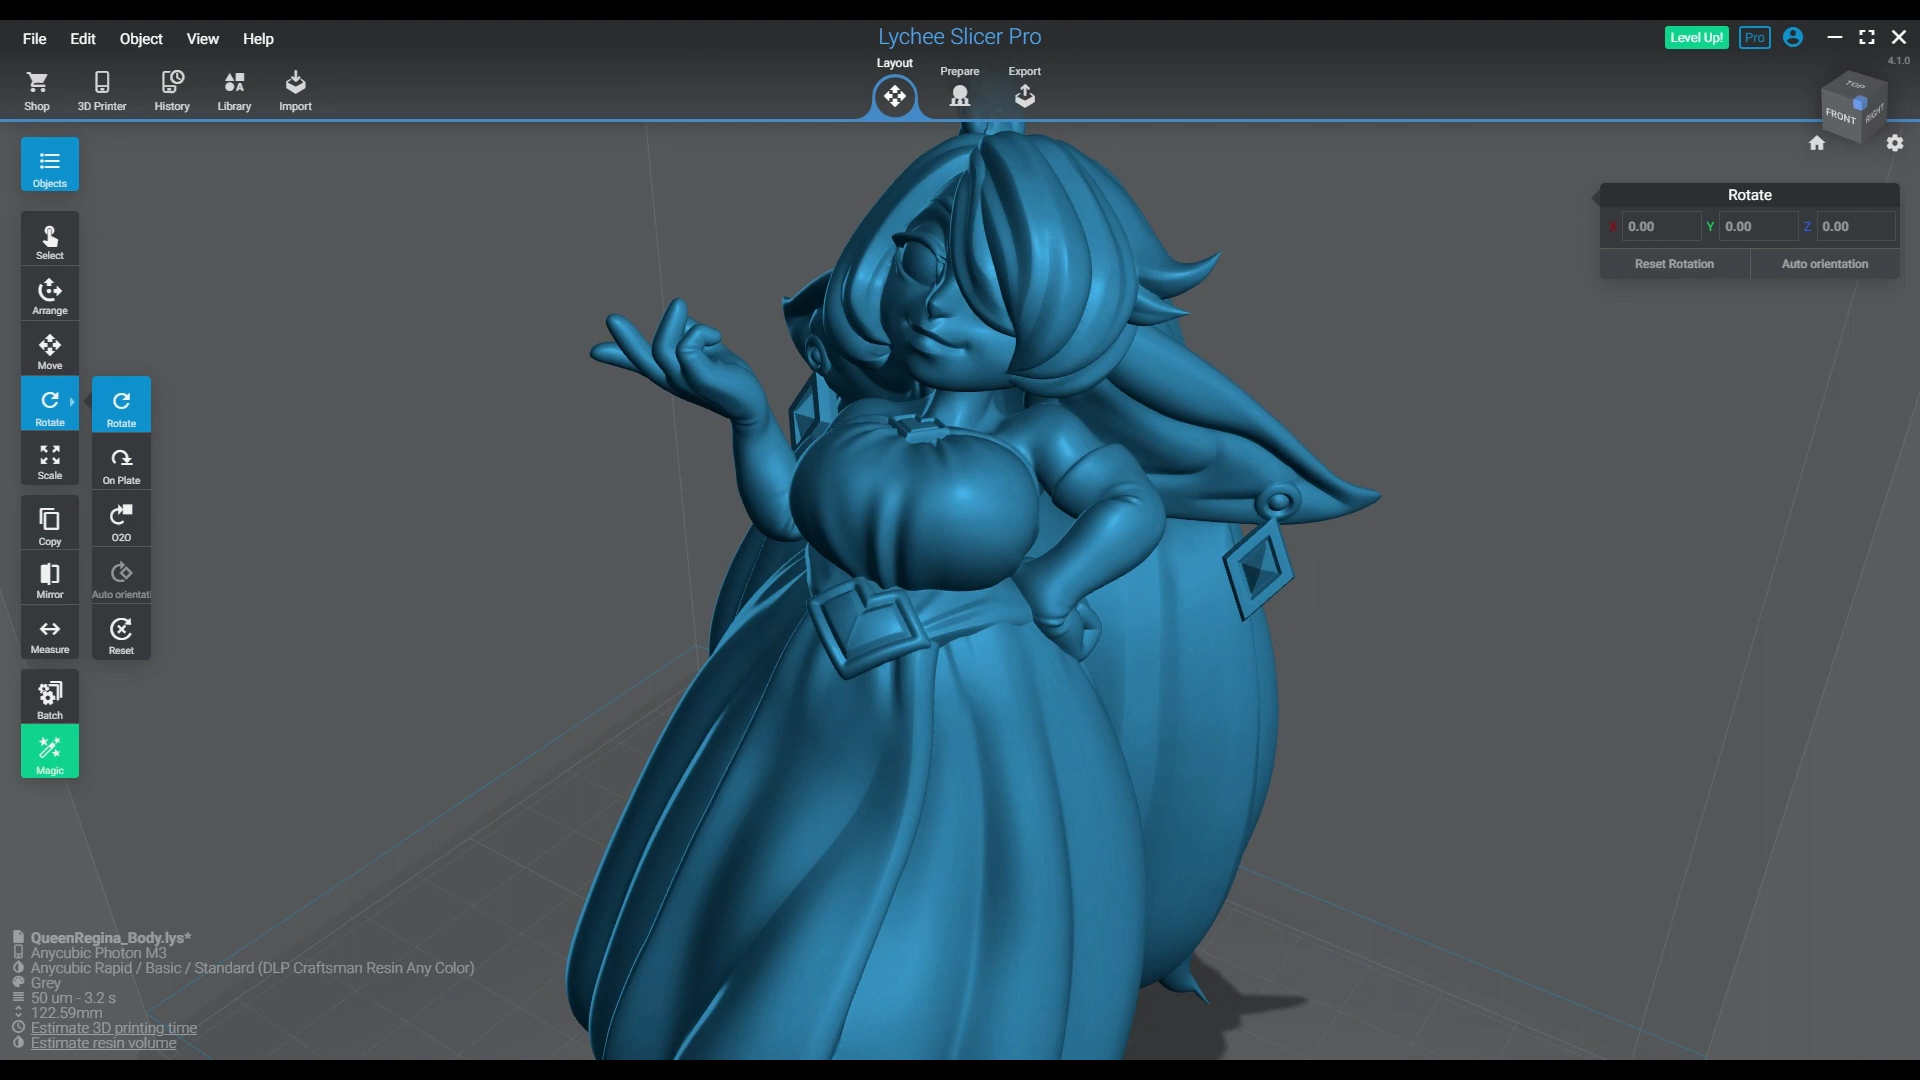 File Edit Object View Help
Lychee Slicer Pro
Level Up! Pro
4.1.0
Shop 3D Printer History Library Import
Layout Prepare Export
TOP
FRONT RIGHT
Objects
Select
Arrange
Move
Rotate
Scale
Copy
Mirror
Measure
Batch
Magic
Rotate
On Plate
O2O
Auto orientati
Reset
Rotate
X 0.00 Y 0.00 Z 0.00
Reset Rotation Auto orientation
QueenRegina_Body.lys*
Anycubic Photon M3
Anycubic Rapid / Basic / Standard (DLP Craftsman Resin Any Color)
Grey
50 um - 3.2 s
122.59mm
Estimate 3D printing time
Estimate resin volume